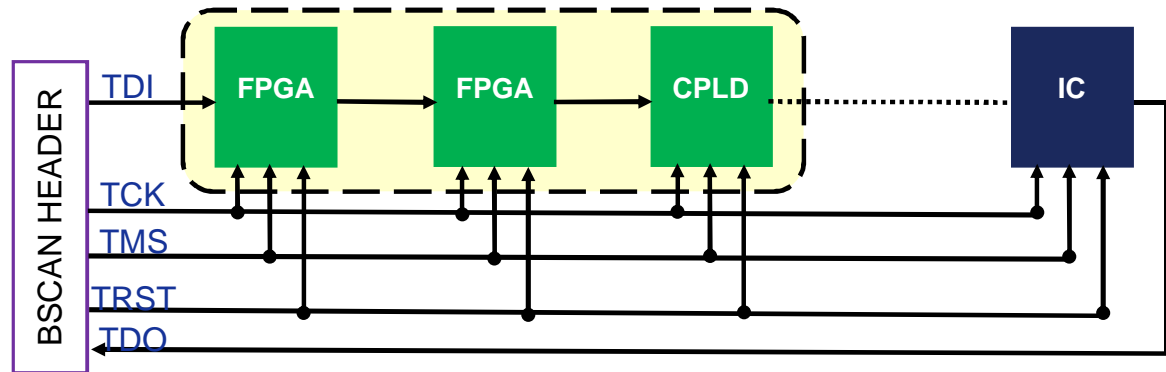 BSCAN HEADER
TDI
FPGA
FPGA
CPLD
IC
TCK
TMS
TRST
TDO